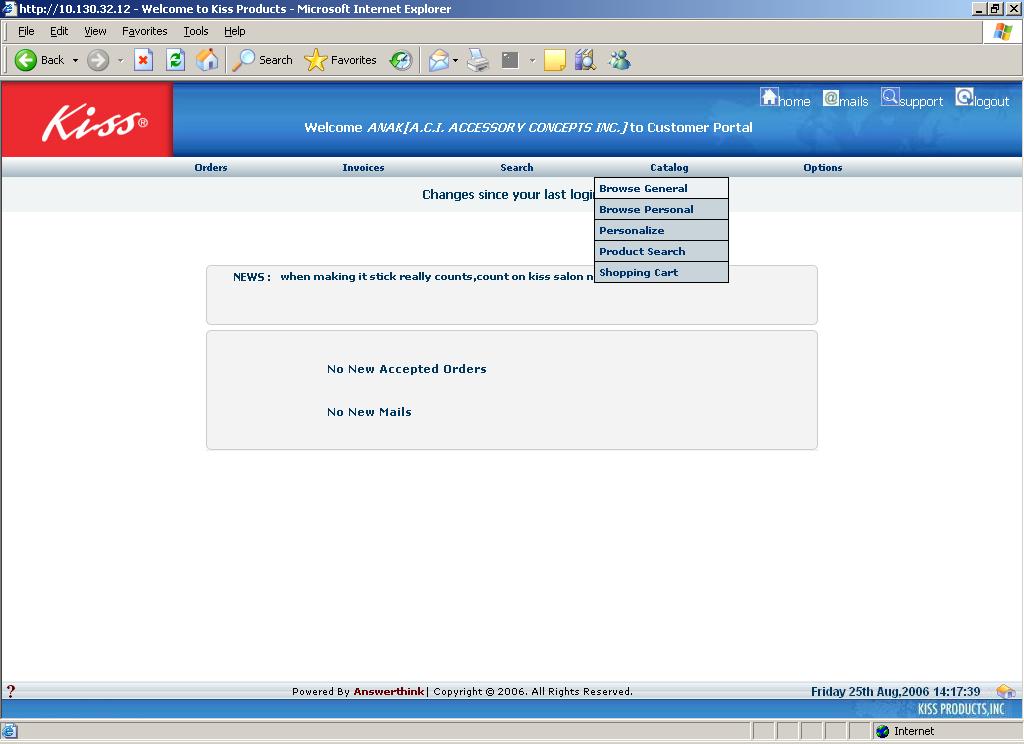 http://10.130.32.12 - Welcome to Kiss Products - Microsoft Internet Explorer
File Edit View Favorites Tools Help
Back Search Favorites
Kiss®
home @mails support logout
Welcome ANAK[A.C.I. ACCESSORY CONCEPTS INC.]to Customer Portal
Orders Invoices Search Catalog Options
Changes since your last logi
Browse General
Browse Personal
Personalize
Product Search
Shopping Cart
NEWS : when making it stick really counts,count on kiss salon n
No New Accepted Orders
No New Mails
? Powered By Answerthink| Copyright © 2006. All Rights Reserved. Friday 25th Aug,2006 14:17:39
KISS PRODUCTS,INC
Internet